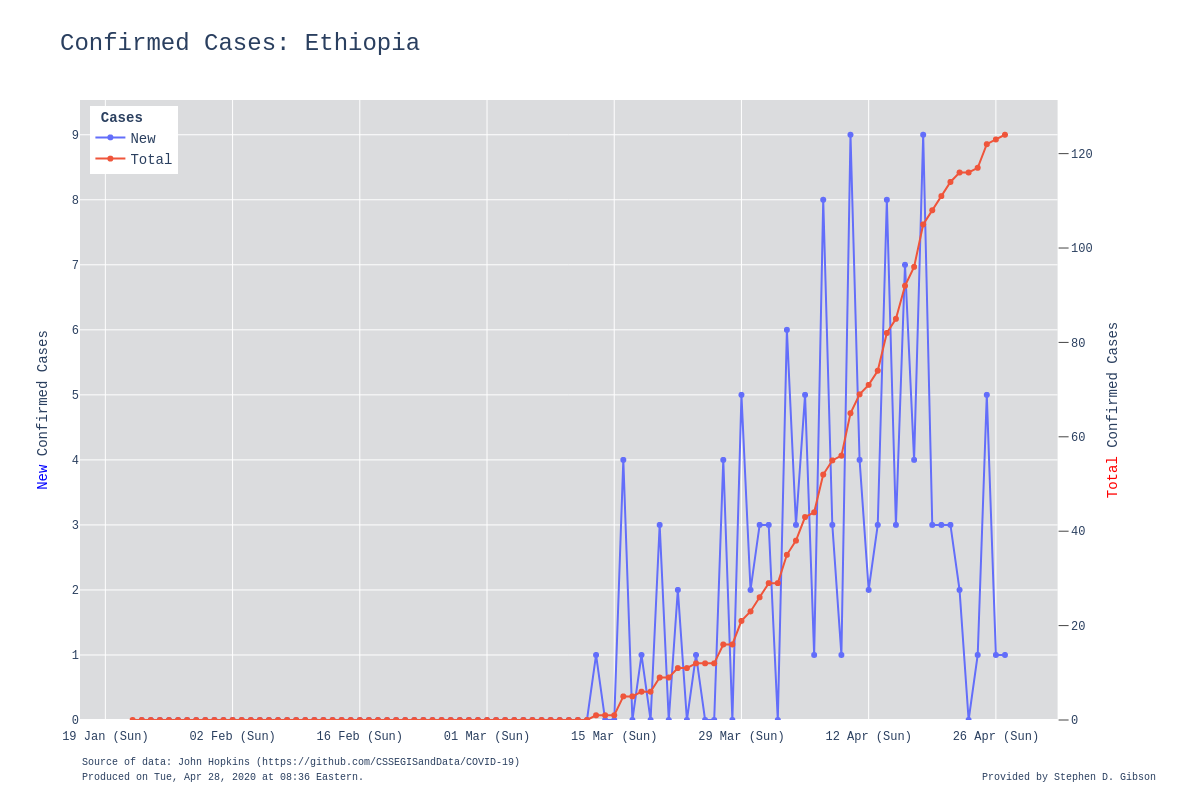 Confirmed Cases: Ethiopia
Cases
New
Total
9
8
7
6
5
4
3
2
1
0
New Confirmed Cases
120
100
80
60
40
20
0
Total Confirmed Cases
19 Jan (Sun)
02 Feb (Sun)
16 Feb (Sun)
01 Mar (Sun)
15 Mar (Sun)
29 Mar (Sun)
12 Apr (Sun)
26 Apr (Sun)
Source of data: John Hopkins (https://github.com/CSSEGISandData/COVID-19)
Produced on Tue, Apr 28, 2020 at 08:36 Eastern.
Provided by Stephen D. Gibson